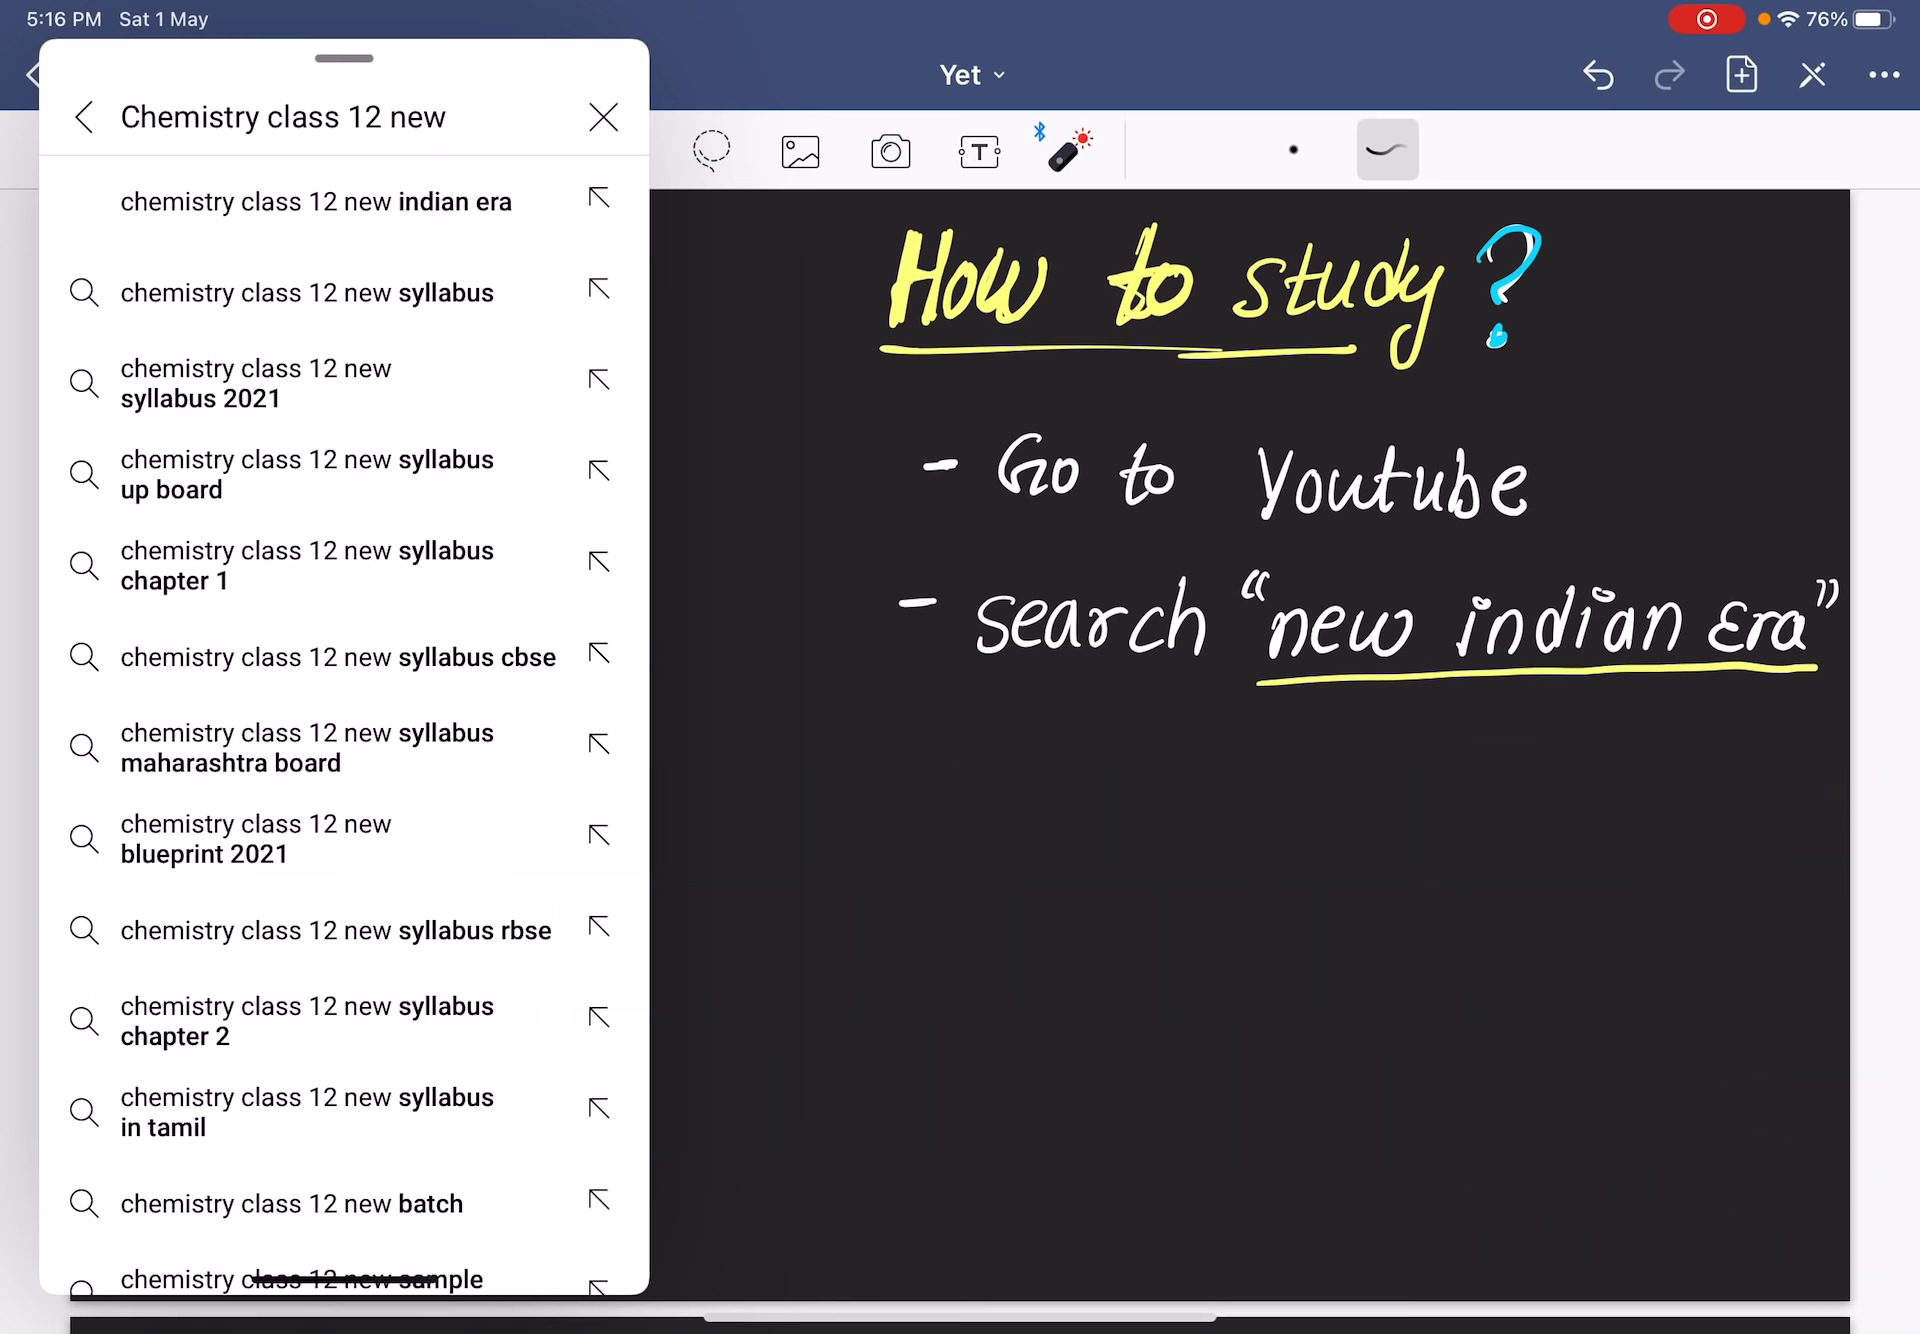 5:16 PM Sat 1 May
76%
Yet
Chemistry class 12 new
chemistry class 12 new indian era
chemistry class 12 new syllabus
chemistry class 12 new
syllabus 2021
chemistry class 12 new syllabus
up board
chemistry class 12 new syllabus
chapter 1
chemistry class 12 new syllabus cbse
chemistry class 12 new syllabus
maharashtra board
chemistry class 12 new
blueprint 2021
chemistry class 12 new syllabus rbse
chemistry class 12 new syllabus
chapter 2
chemistry class 12 new syllabus
in tamil
chemistry class 12 new batch
chemistry class 12 new sample
T
How to study?
- Go to Youtube
- search “new indian Era”